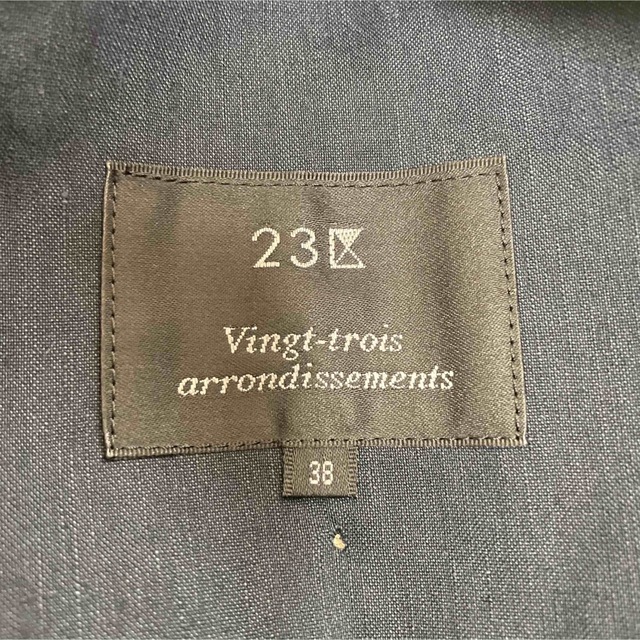 23区
Vingt-trois
arrondissements
38